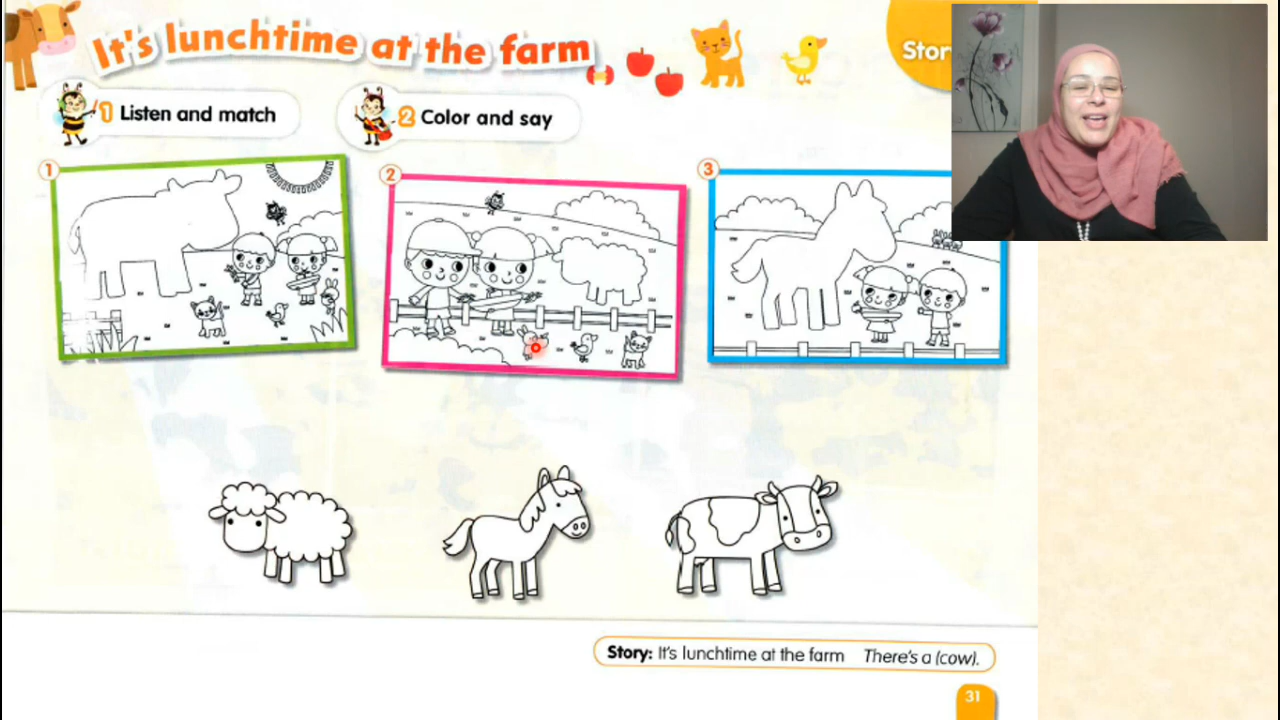 It's lunchtime at the farm
Stor
1 Listen and match
2 Color and say
1
2
3
Story: It's lunchtime at the farm There's a (cow).
31